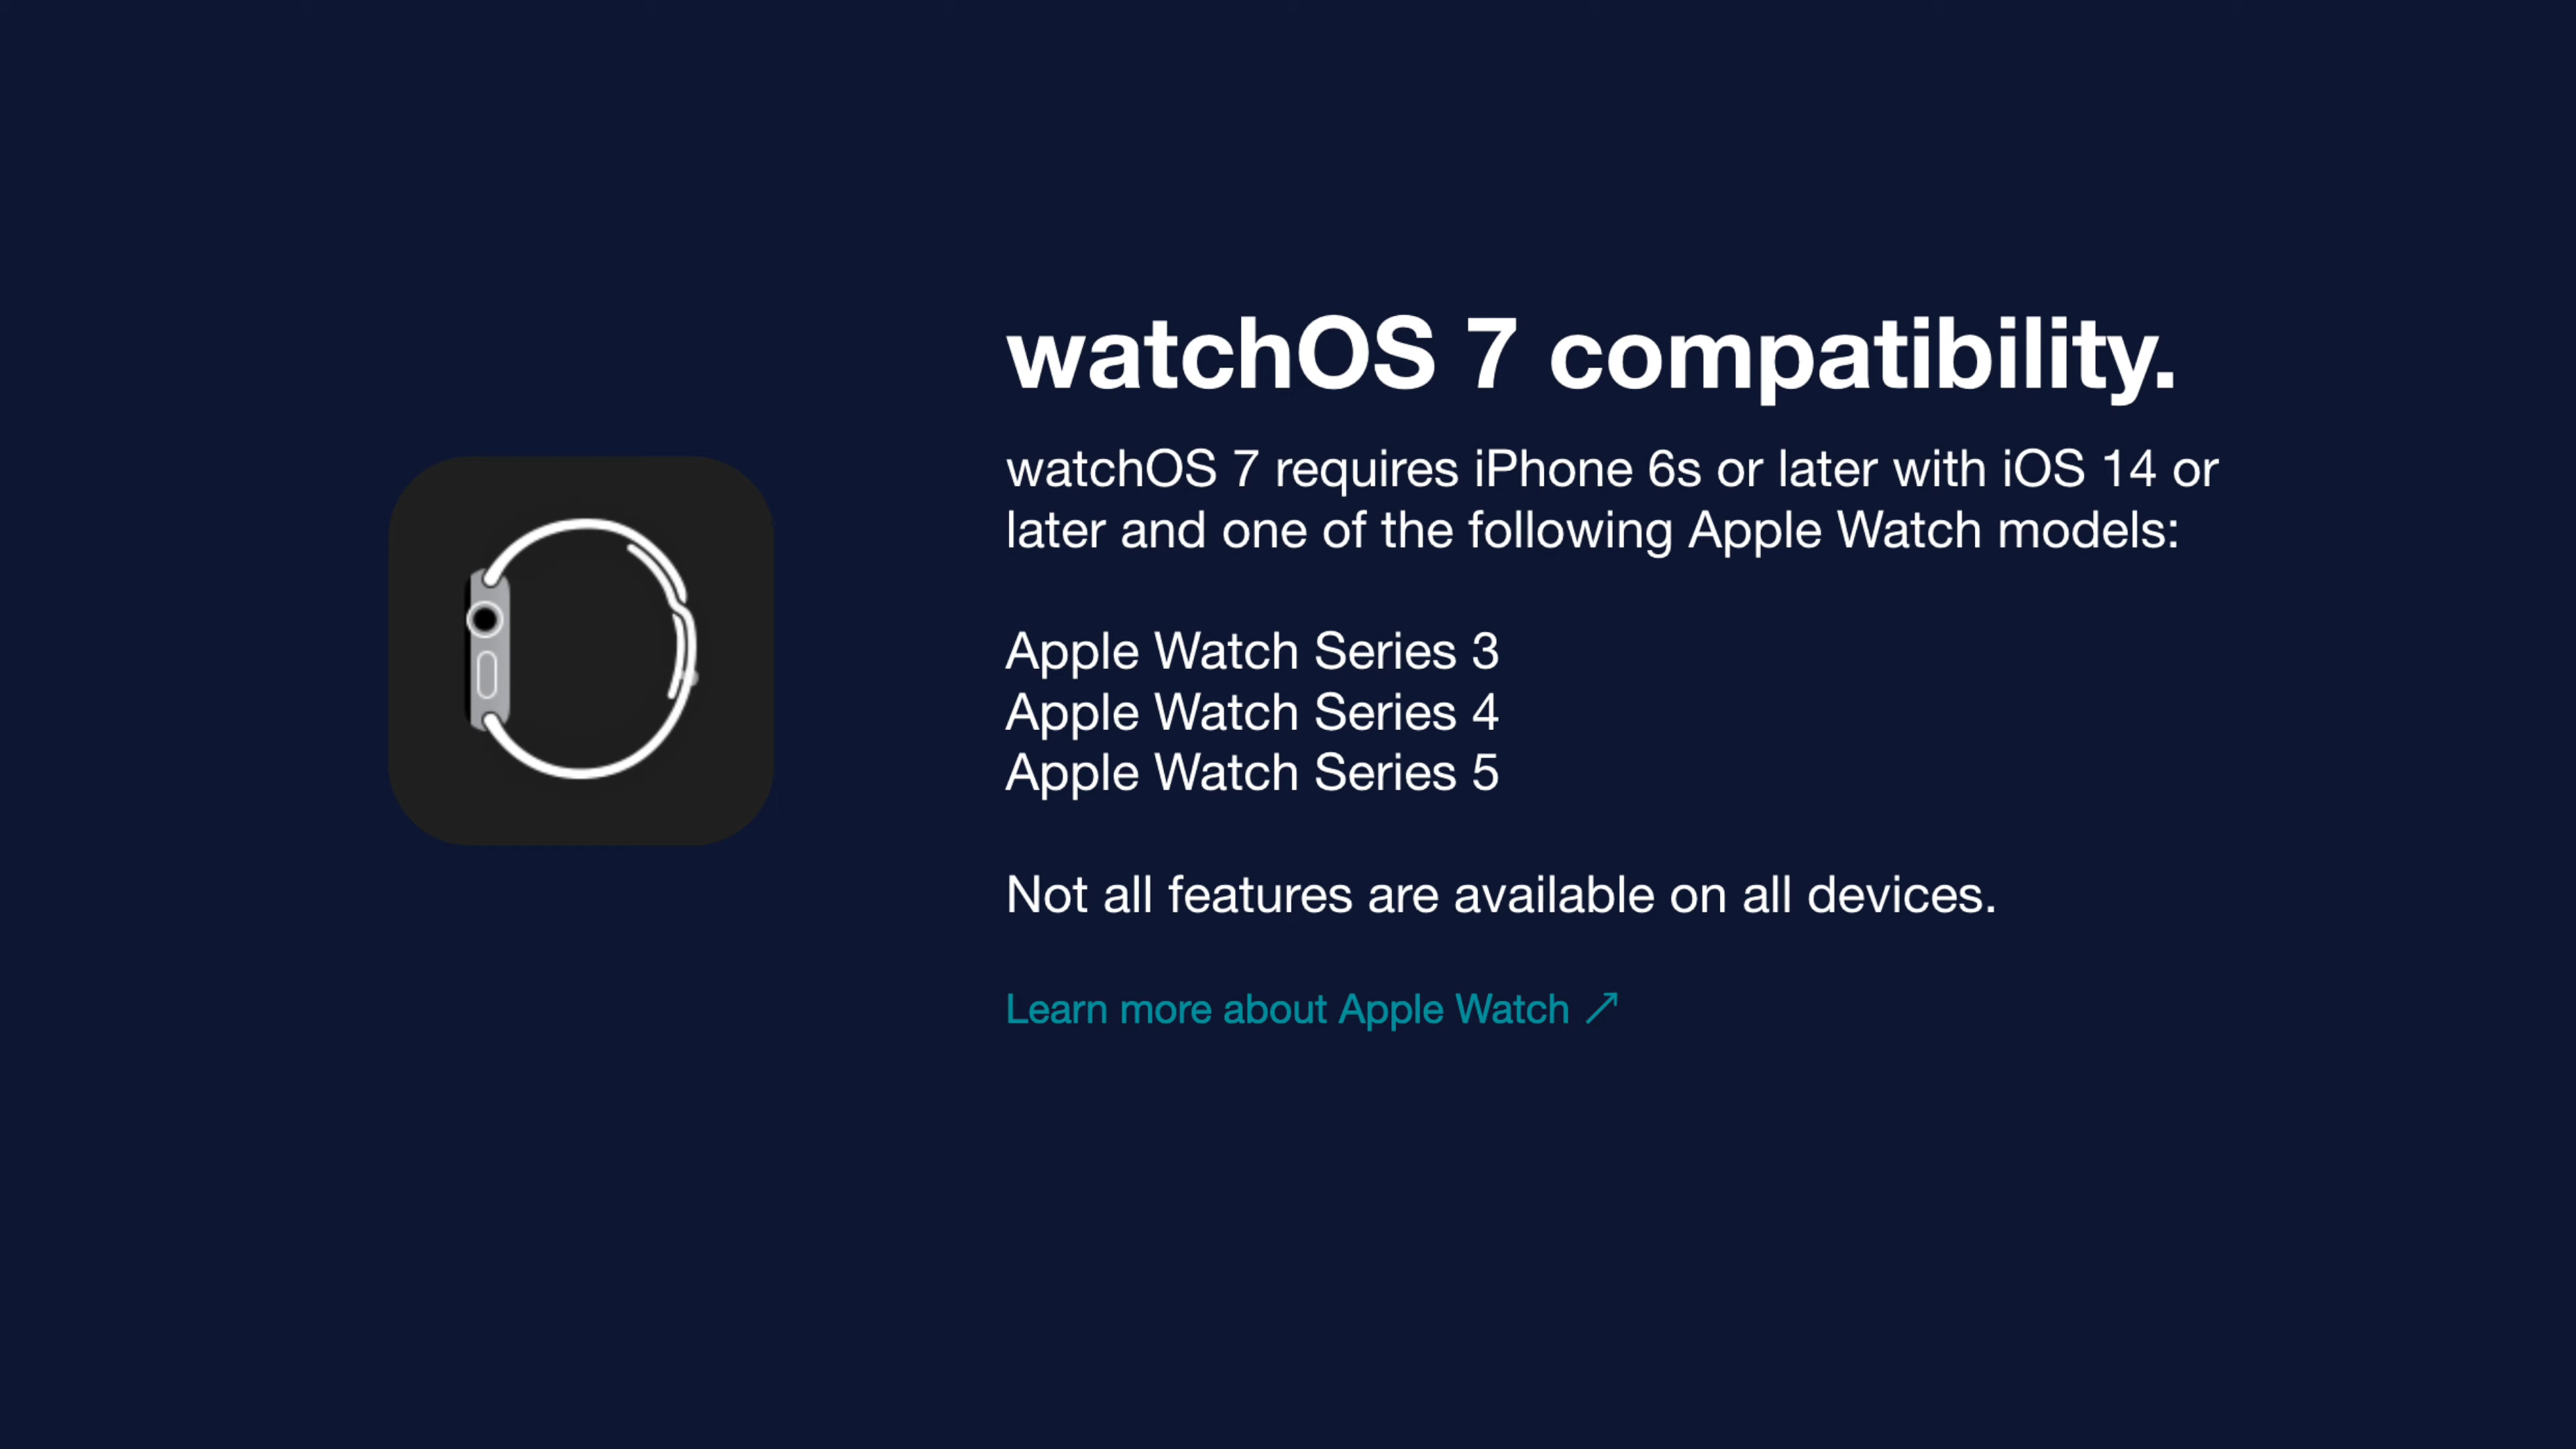 watchOS 7 compatibility.
watchOS 7 requires iPhone 6s or later with iOS 14 or
later and one of the following Apple Watch models:
Apple Watch Series 3
Apple Watch Series 4
Apple Watch Series 5
Not all features are available on all devices.
Learn more about Apple Watch ↗